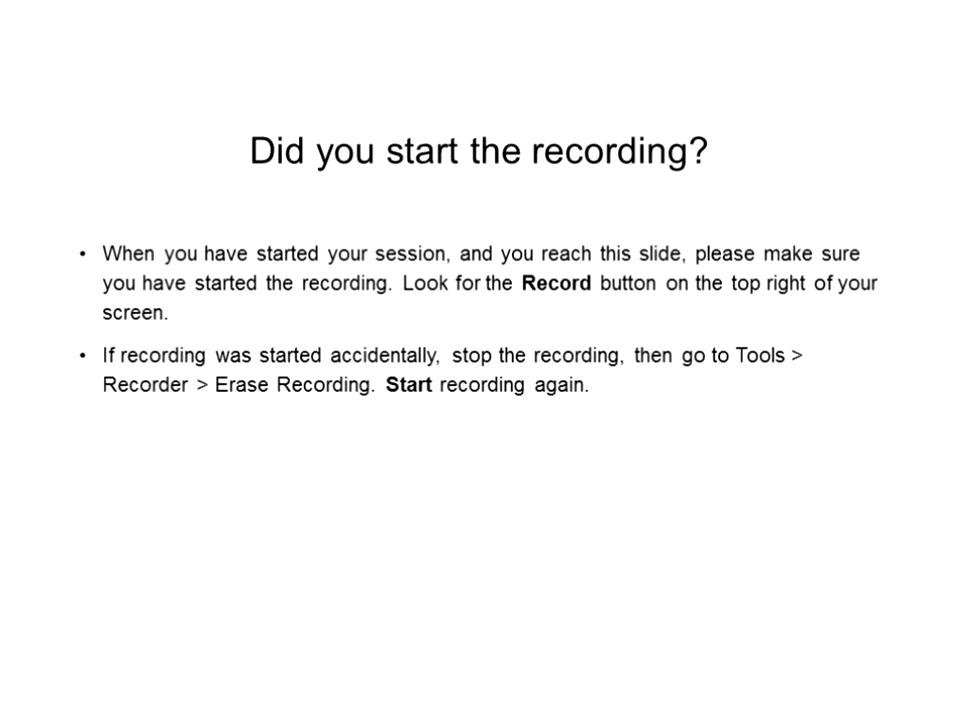 Did you start the recording?
• When you have started your session, and you reach this slide, please make sure
you have started the recording. Look for the Record button on the top right of your
screen.
• If recording was started accidentally, stop the recording, then go to Tools >
Recorder > Erase Recording. Start recording again.